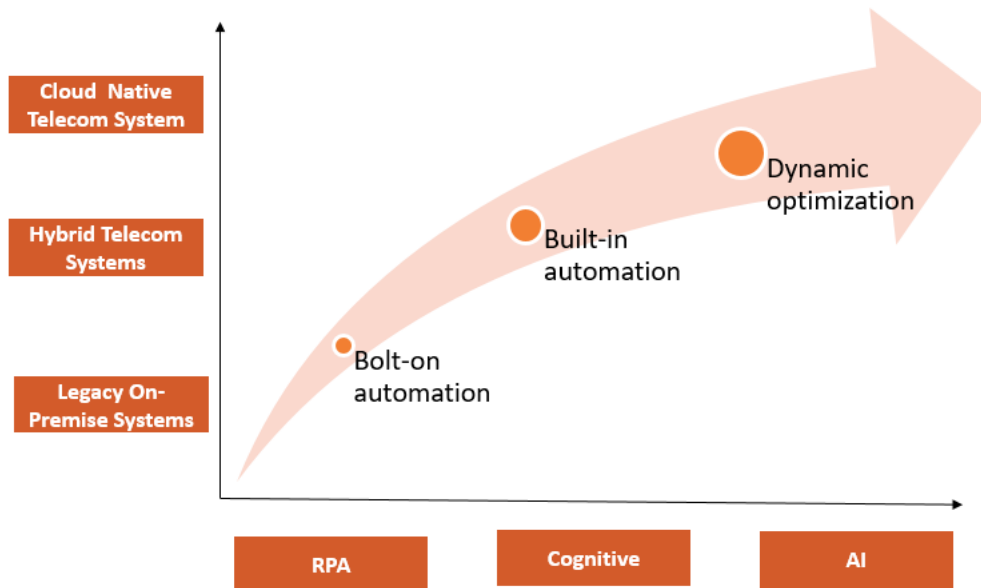 Cloud  Native
Telecom System
Dynamic
optimization
Hybrid Telecom
Systems
Built-in
automation
Bolt-on
automation
Legacy On-
Premise Systems
RPA
Cognitive
AI